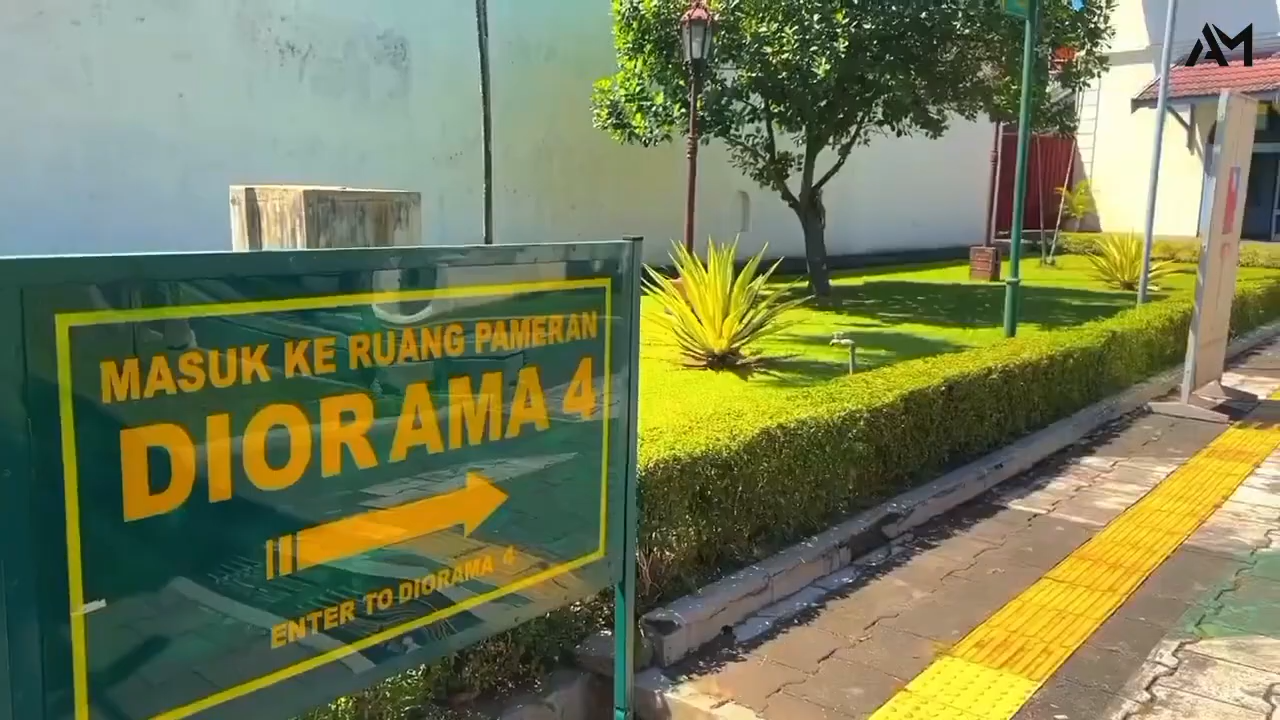 MASUK KE RUANG PAMERAN
DIORAMA 4
ENTER TO DIORAMA 4
AM